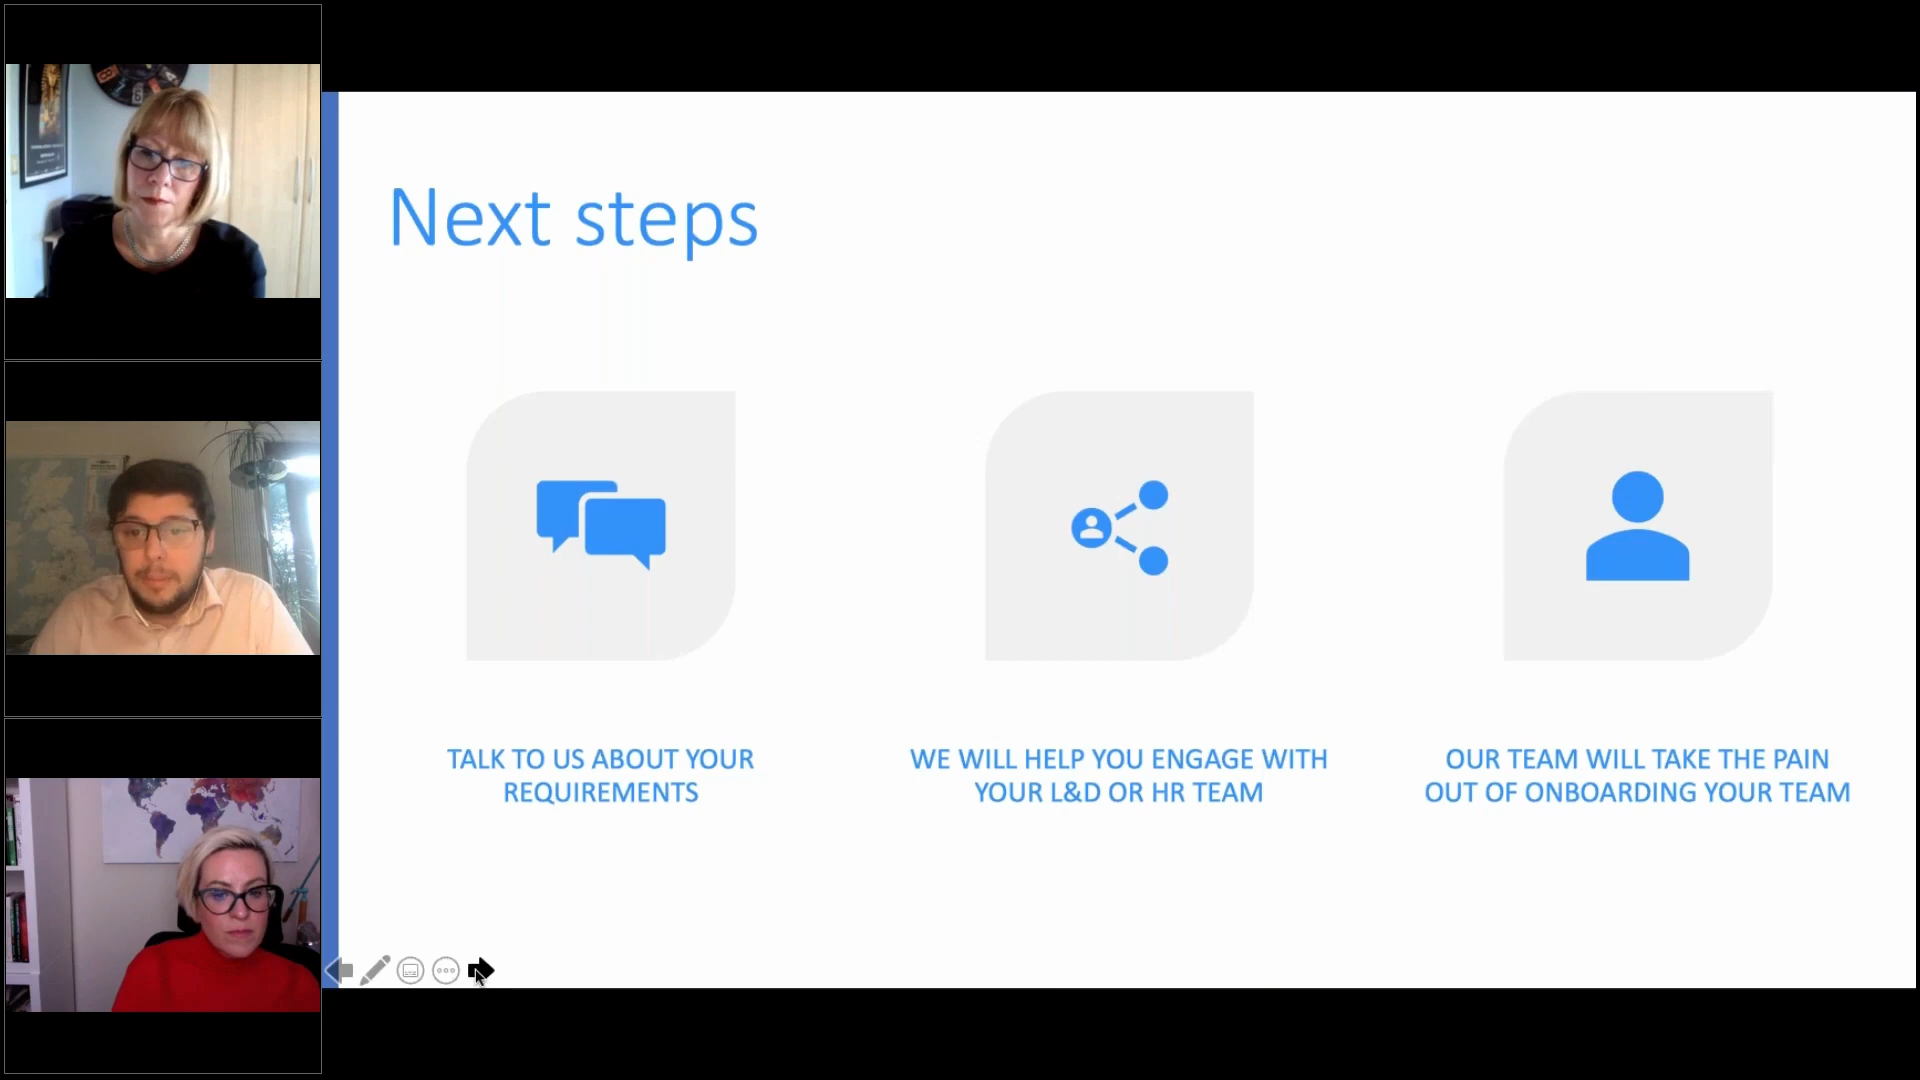 Next steps
TALK TO US ABOUT YOUR
REQUIREMENTS
WE WILL HELP YOU ENGAGE WITH
YOUR L&D OR HR TEAM
OUR TEAM WILL TAKE THE PAIN
OUT OF ONBOARDING YOUR TEAM